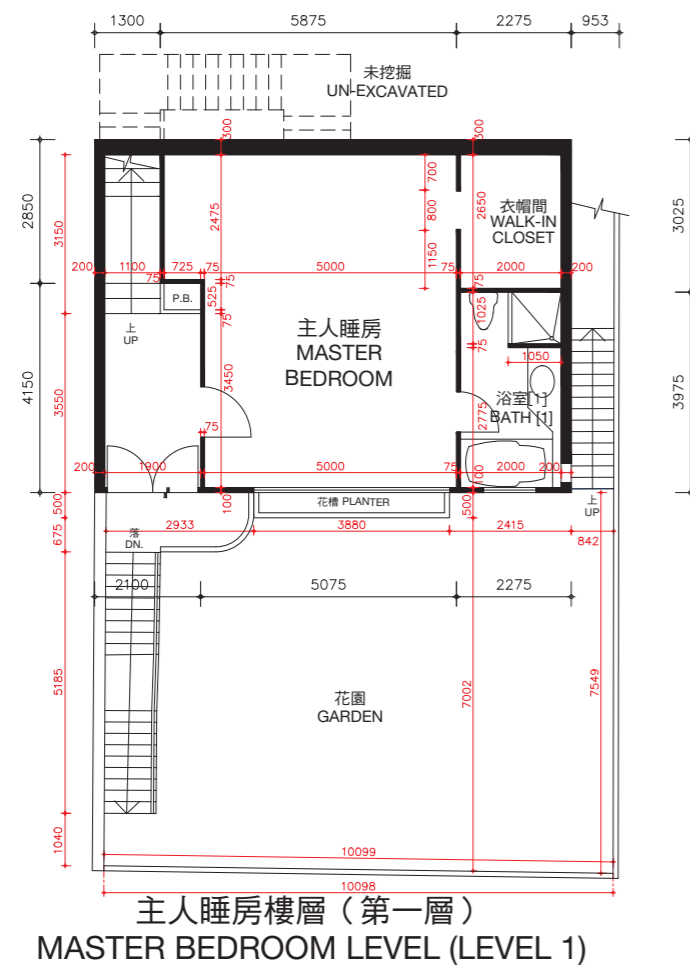 1300 5875 2275 953
未挖掘
UN-EXCAVATED
300 300
2850 3150 2475 700 800 1150 2650 3025
衣帽間
WALK-IN
CLOSET
200 1100 725 75 5000 75 2000 200
75 75 75
P.B. 525 75 1025 75
上
UP
主人睡房
MASTER
BEDROOM
1050
4150 3550 3450 2775 3975
浴室[1]
BATH [1]
75
200 1900 5000 75 2000 200
100 100
500 花槽 PLANTER 500
上
UP
675 2933 3880 2415 842
落
DN.
2100 5075 2275
5185 7002 7549
花園
GARDEN
1040
10099
10098
主人睡房樓層（第一層）
MASTER BEDROOM LEVEL (LEVEL 1)